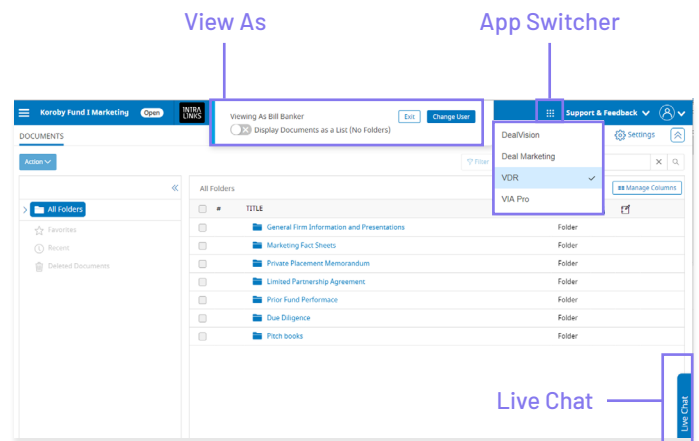 View As
App Switcher
Koroby Fund I Marketing
Open
INTRA
LINKS
Viewing As Bill Banker
Exit
Change User
Display Documents as a List (No Folders)
Support & Feedback
DOCUMENTS
Settings
Action
Filter
DealVision
Deal Marketing
VDR
VIA Pro
All Folders
Manage Columns
All Folders
Favorites
Recent
Deleted Documents
# TITLE
General Firm Information and Presentations Folder
Marketing Fact Sheets Folder
Private Placement Memorandum Folder
Limited Partnership Agreement Folder
Prior Fund Performace Folder
Due Diligence Folder
Pitch books Folder
Live Chat
Live Chat